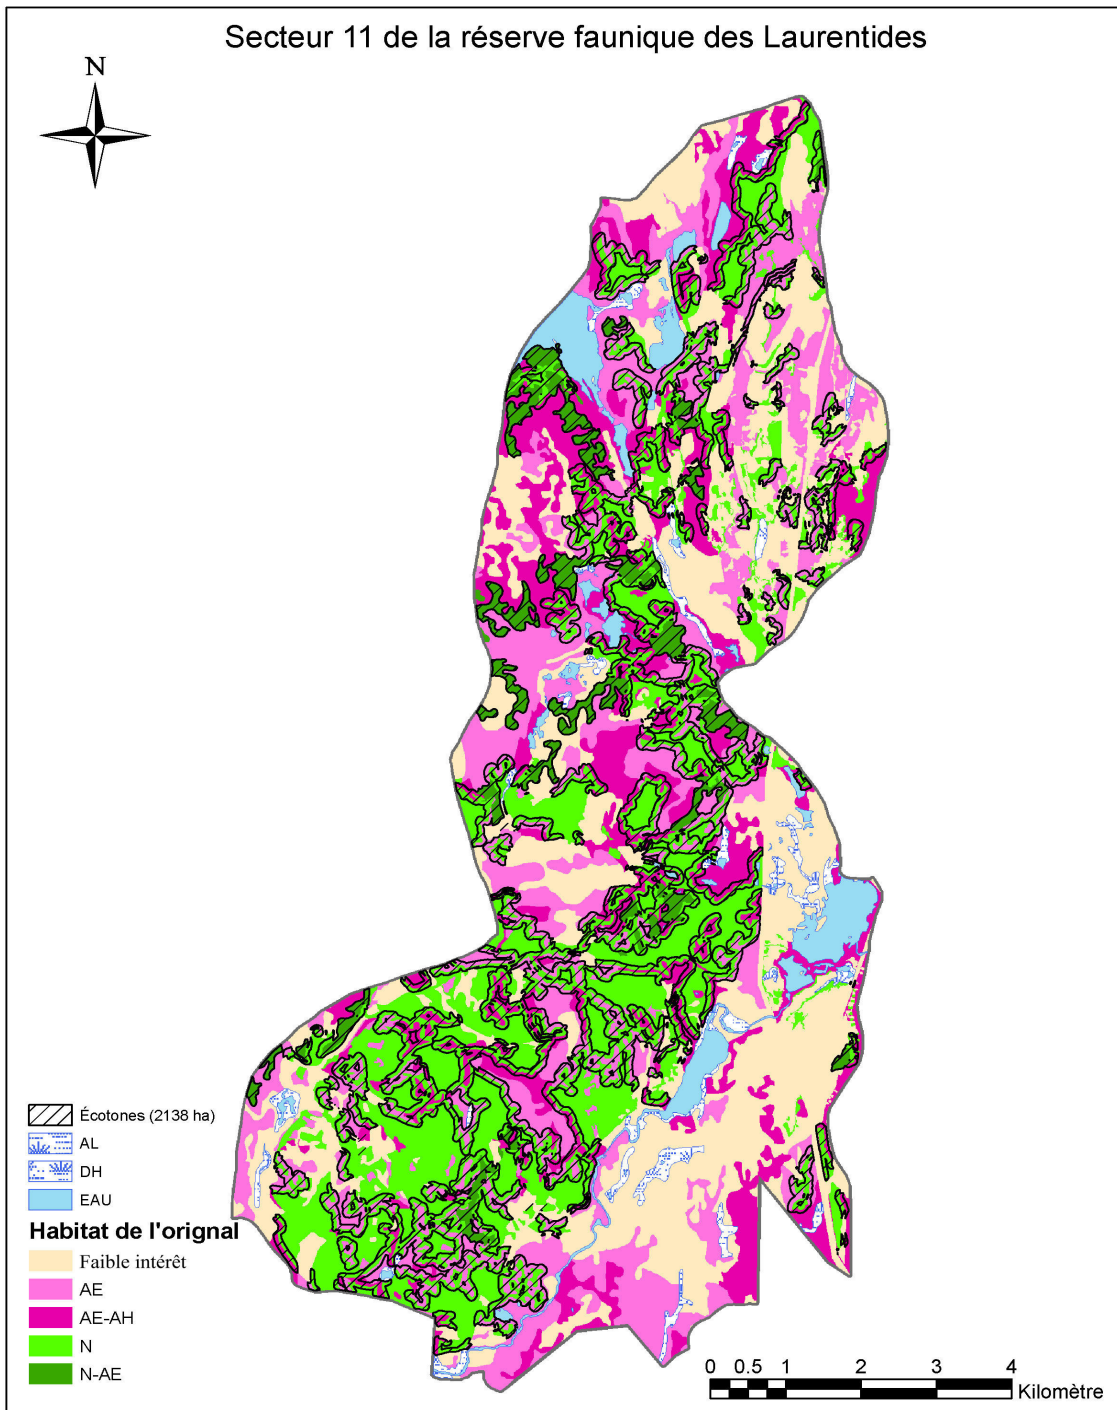 Secteur 11 de la réserve faunique des Laurentides
N
Écotones (2138 ha)
AL
DH
EAU
Habitat de l'orignal
Faible intérêt
AE
AE-AH
N
N-AE
0 0.5 1 2 3 4
Kilomètre